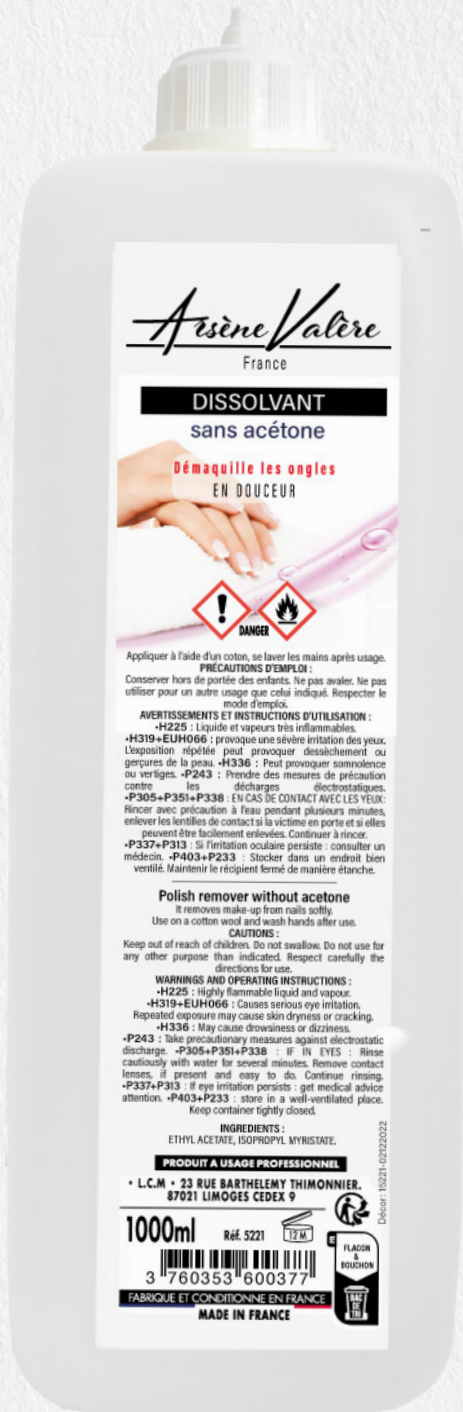 Arsène Valère
France
DISSOLVANT
sans acétone
Démaquille les ongles
EN DOUCEUR
DANGER
Appliquer à l'aide d'un coton, se laver les mains après usage.
PRÉCAUTIONS D'EMPLOI :
Conserver hors de portée des enfants. Ne pas avaler. Ne pas
utiliser pour un autre usage que celui indiqué. Respecter le
mode d'emploi.
AVERTISSEMENTS ET INSTRUCTIONS D'UTILISATION :
•H225 : Liquide et vapeurs très inflammables.
•H319+EUH066 : provoque une sévère irritation des yeux.
L'exposition répétée peut provoquer dessèchement ou
gerçures de la peau. •H336 : Peut provoquer somnolence
ou vertiges. •P243 : Prendre des mesures de précaution
contre les décharges électrostatiques.
•P305+P351+P338 : EN CAS DE CONTACT AVEC LES YEUX:
Rincer avec précaution à l'eau pendant plusieurs minutes,
enlever les lentilles de contact si la victime en porte et si elles
peuvent être facilement enlevées. Continuer à rincer.
•P337+P313 : Si l'irritation oculaire persiste : consulter un
médecin. •P403+P233 : Stocker dans un endroit bien
ventilé. Maintenir le récipient fermé de manière étanche.
Polish remover without acetone
It removes make-up from nails softly.
Use on a cotton wool and wash hands after use.
CAUTIONS :
Keep out of reach of children. Do not swallow. Do not use for
any other purpose than indicated. Respect carefully the
directions for use.
WARNINGS AND OPERATING INSTRUCTIONS :
•H225 : Highly flammable liquid and vapour.
•H319+EUH066 : Causes serious eye irritation.
Repeated exposure may cause skin dryness or cracking.
•H336 : May cause drowsiness or dizziness.
•P243 : Take precautionary measures against electrostatic
discharge. •P305+P351+P338 : IF IN EYES : Rinse
cautiously with water for several minutes. Remove contact
lenses, if present and easy to do. Continue rinsing.
•P337+P313 : If eye irritation persists : get medical advice
attention. •P403+P233 : store in a well-ventilated place.
Keep container tightly closed.
INGREDIENTS :
ETHYL ACETATE, ISOPROPYL MYRISTATE.
PRODUIT A USAGE PROFESSIONNEL
• L.C.M • 23 RUE BARTHELEMY THIMONNIER.
87021 LIMOGES CEDEX 9
Décor: 15221-02122022
1000ml
Réf. 5221
12 M
FLACON
&
BOUCHON
BAC
DE
TRI
3 760353 600377
FABRIQUE ET CONDITIONNE EN FRANCE
MADE IN FRANCE